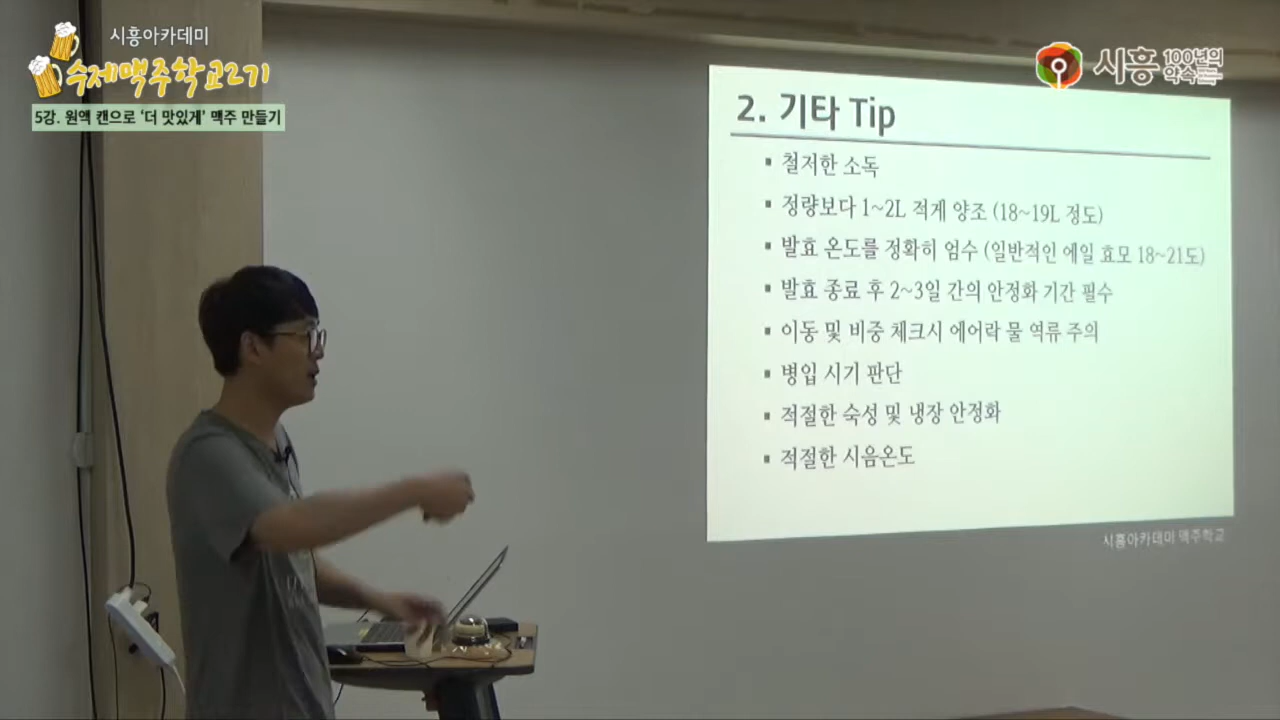 시흥아카데미
수제맥주학교2기
5강. 원액 캔으로 '더 맛있게' 맥주 만들기
시흥 100년의 약속
2. 기타 Tip
▪ 철저한 소독
▪ 정량보다 1~2L 적게 양조 (18~19L 정도)
▪ 발효 온도를 정확히 엄수 (일반적인 에일 효모 18~21도)
▪ 발효 종료 후 2~3일 간의 안정화 기간 필수
▪ 이동 및 비중 체크시 에어락 물 역류 주의
▪ 병입 시기 판단
▪ 적절한 숙성 및 냉장 안정화
▪ 적절한 시음온도
시흥아카데미 맥주학교